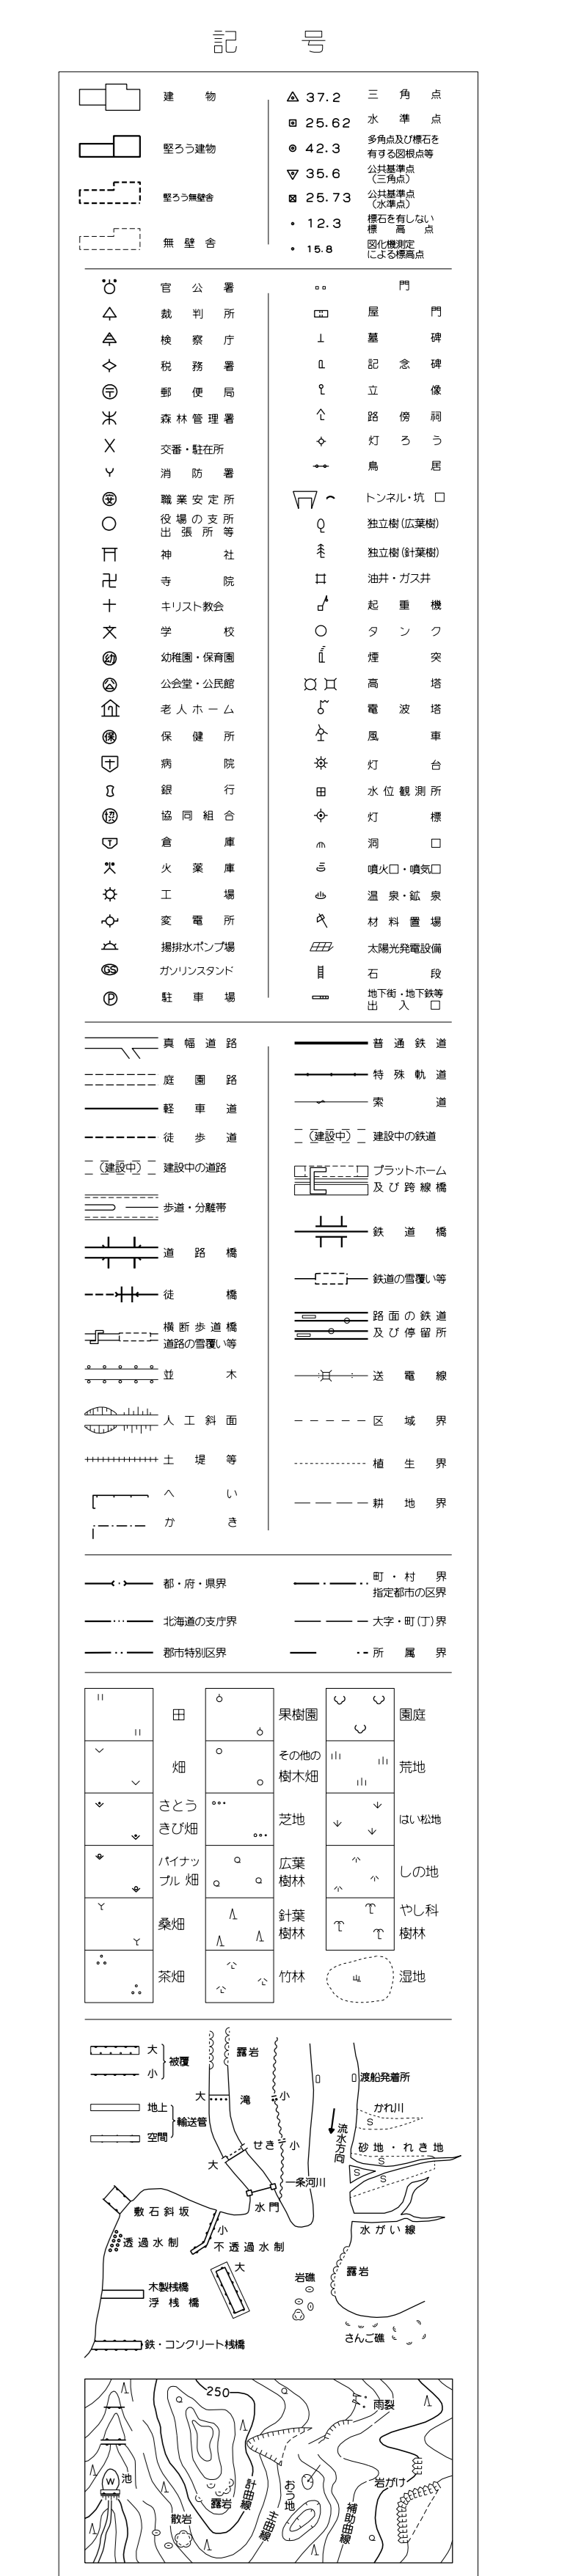 記号
建物
堅ろう建物
堅ろう無壁舎
無壁舎
37.2 三角点
25.62 水準点
42.3 多角点及び標石を
有する図根点等
35.6 公共基準点
（三角点）
25.73 公共基準点
（水準点）
12.3 標石を有しない
標高点
15.8 図化機測定
による標高点
官公署
裁判所
検察庁
税務署
郵便局
森林管理署
交番・駐在所
消防署
職業安定所
役場の支所
出張所等
神社
寺院
キリスト教会
文 学校
幼 幼稚園・保育園
公 公会堂・公民館
老人ホーム
保 保健所
病院
銀行
協 協同組合
倉庫
火薬庫
工場
変電所
揚排水ポンプ場
GS ガソリンスタンド
P 駐車場
門
屋門
墓碑
記念碑
立像
路傍祠
灯ろう
鳥居
トンネル・坑口
独立樹（広葉樹）
独立樹（針葉樹）
油井・ガス井
起重機
タンク
煙突
高塔
電波塔
風車
灯台
水位観測所
灯標
洞口
噴火口・噴気口
温泉・鉱泉
材料置場
太陽光発電設備
石段
地下街・地下鉄等
出入口
真幅道路
庭園路
軽車道
徒歩道
（建設中） 建設中の道路
歩道・分離帯
道路橋
徒橋
横断歩道橋
道路の雪覆い等
並木
人工斜面
土堤等
へい
かき
普通鉄道
特殊軌道
索道
（建設中） 建設中の鉄道
プラットホーム
及び跨線橋
鉄道橋
鉄道の雪覆い等
路面の鉄道
及び停留所
送電線
区域界
植生界
耕地界
都・府・県界
北海道の支庁界
郡市特別区界
町・村界
指定都市の区界
大字・町（丁）界
所属界
田
畑
さとう
きび畑
パイナッ
プル畑
桑畑
茶畑
果樹園
その他の
樹木畑
芝地
広葉
樹林
針葉
樹林
竹林
園庭
荒地
はい松地
しの地
やし科
樹林
湿地
大
小
被覆
地上
空間
輸送管
露岩
大 滝 小
せき 小
大
一条河川
水門
渡船発着所
かれ川
S
流水方向
砂地・れき地
S
S
S
水がい線
敷石斜坂
透過水制
小
不透過水制
大
木製桟橋
浮桟橋
鉄・コンクリート桟橋
岩礁
露岩
さんご礁
250
雨裂
池
W
露岩
散岩
計曲線
主曲線
おう地
補助曲線
岩がけ